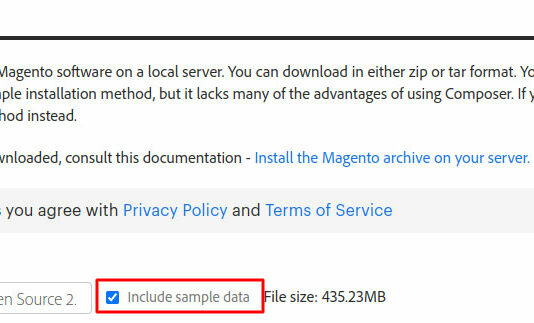 Magento software on a local server. You can download in either zip or tar format. Yo
ple installation method, but it lacks many of the advantages of using Composer. If y
hod instead.
wnloaded, consult this documentation - Install the Magento archive on your server.
s you agree with Privacy Policy and Terms of Service
en Source 2. Include sample data File size: 435.23MB